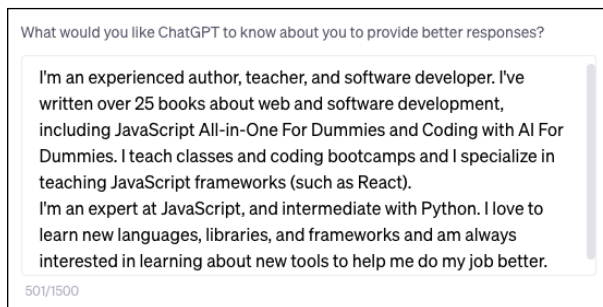 What would you like ChatGPT to know about you to provide better responses?
I'm an experienced author, teacher, and software developer. I've
written over 25 books about web and software development,
including JavaScript All-in-One For Dummies and Coding with AI For
Dummies. I teach classes and coding bootcamps and I specialize in
teaching JavaScript frameworks (such as React).
I'm an expert at JavaScript, and intermediate with Python. I love to
learn new languages, libraries, and frameworks and am always
interested in learning about new tools to help me do my job better.
501/1500